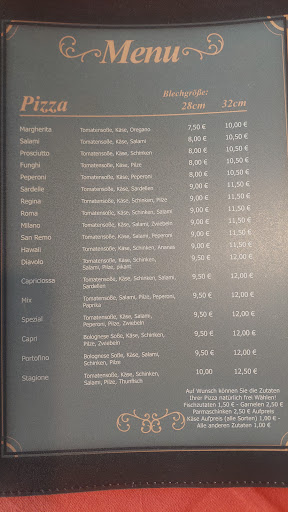 Menu
Blechgröße:
Pizza 28cm 32cm
Margherita Tomatensoße, Käse, Oregano 7,50 € 10,00 €
Salami Tomatensoße, Käse, Salami 8,00 € 10,50 €
Prosciutto Tomatensoße, Käse, Schinken 8,00 € 10,50 €
Funghi Tomatensoße, Käse, Pilze 8,00 € 10,50 €
Peperoni Tomatensoße, Käse, Peperoni 8,00 € 10,50 €
Sardelle Tomatensoße, Käse, Sardellen 9,00 € 11,50 €
Regina Tomatensoße, Käse, Schinken, Pilze 9,00 € 11,50 €
Roma Tomatensoße, Käse, Schinken, Salami 9,00 € 11,50 €
Milano Tomatensoße, Käse, Salami, Zwiebeln 9,00 € 11,50 €
San Remo Tomatensoße, Käse, Salami, Peperoni 9,00 € 11,50 €
Hawaii Tomatensoße, Käse, Schinken, Ananas 9,00 € 11,50 €
Diavolo Tomatensoße, Käse, Schinken, 9,50 € 12,00 €
Salami, Pilze, pikant
Capricciossa Tomatensoße, Käse, Schinken, Salami, 9,50 € 12,00 €
Sardellen
Mix Tomatensoße, Salami, Pilze, Peperoni, 9,50 € 12,00 €
Paprika
Spezial Tomatensoße, Käse, Salami, 9,50 € 12,00 €
Peperoni, Pilze, Zwiebeln
Capri Bolognese Soße, Käse, Schinken, 9,50 € 12,00 €
Pilze, Zwiebeln
Portofino Bolognese Soße, Käse, Salami, 9,50 € 12,00 €
Schinken, Pilze
Stagione Tomatensoße, Käse, Schinken, 10,00 12,50 €
Salami, Pilze, Thunfisch
Auf Wunsch können Sie die Zutaten
Ihrer Pizza natürlich frei Wählen!
Fischzutaten 1,50 € - Garnelen 2,50 €
Parmaschinken 2,50 € Aufpreis
Käse Aufpreis (alle Sorten) 1,00 € -
Alle anderen Zutaten 1,00 €